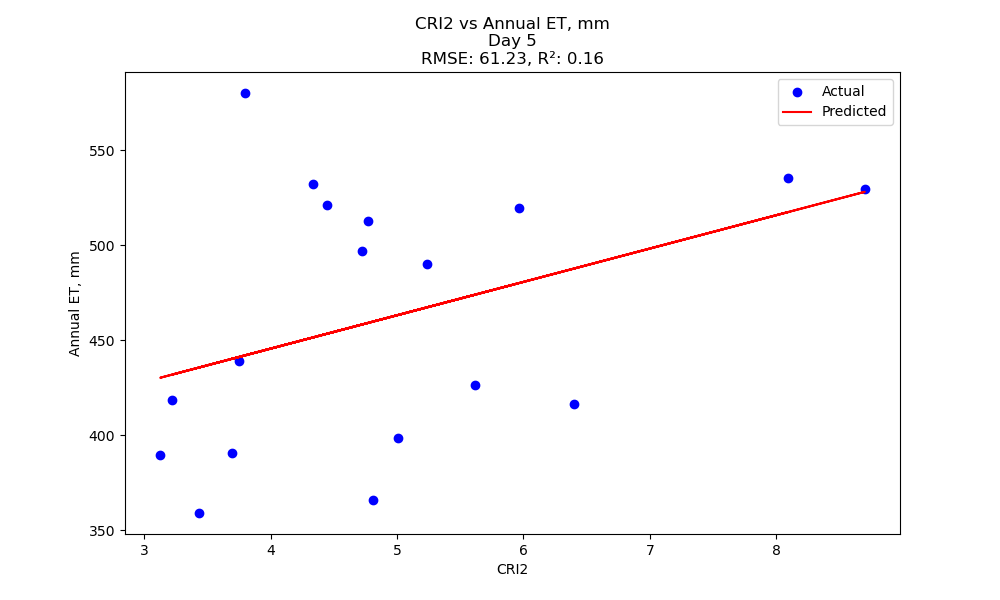 CRI2 vs Annual ET, mm
Day 5
RMSE: 61.23, R²: 0.16
Actual
Predicted
Annual ET, mm
550
500
450
400
350
3 4 5 6 7 8
CRI2